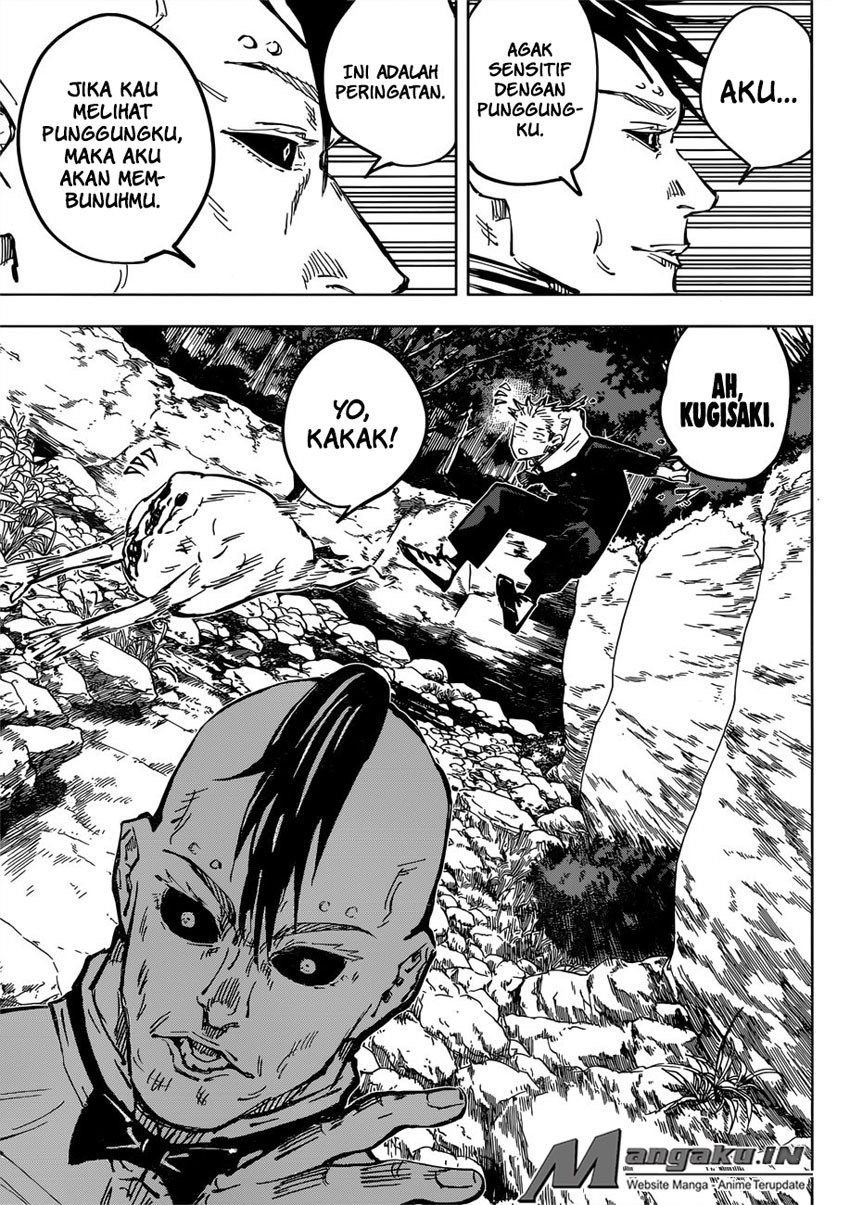 AKU...
AGAK
SENSITIF
DENGAN
PUNGGUNG-
KU.
INI ADALAH
PERINGATAN.
JIKA KAU
MELIHAT
PUNGGUNGKU,
MAKA AKU
AKAN MEM-
BUNUHMU.
AH,
KUGISAKI.
YO,
KAKAK!
Mangaku.in
Website Manga - Anime Terupdate